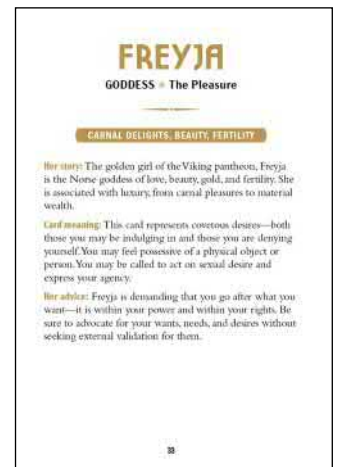 FREYJA
GODDESS • The Pleasure
CARNAL DELIGHTS, BEAUTY, FERTILITY
Her story: The golden girl of the Viking pantheon, Freyja
is the Norse goddess of love, beauty, gold, and fertility. She
is associated with luxury, from carnal pleasures to material
wealth.
Card meaning: This card represents covetous desires—both
those you may be indulging in and those you are denying
yourself. You may feel possessive of a physical object or
person. You may be called to act on sexual desire and
express your agency.
Her advice: Freyja is demanding that you go after what you
want—it is within your power and within your rights. Be
sure to advocate for your wants, needs, and desires without
seeking external validation for them.
33